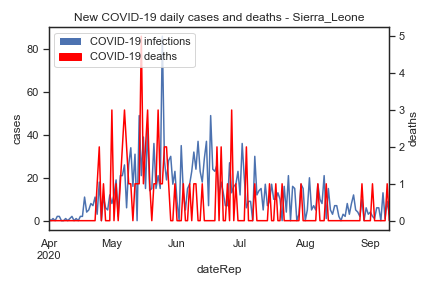 New COVID-19 daily cases and deaths - Sierra_Leone
COVID-19 infections
COVID-19 deaths
80
60
40
20
0
cases
5
4
3
2
1
0
deaths
Apr May Jun Jul Aug Sep
2020
dateRep